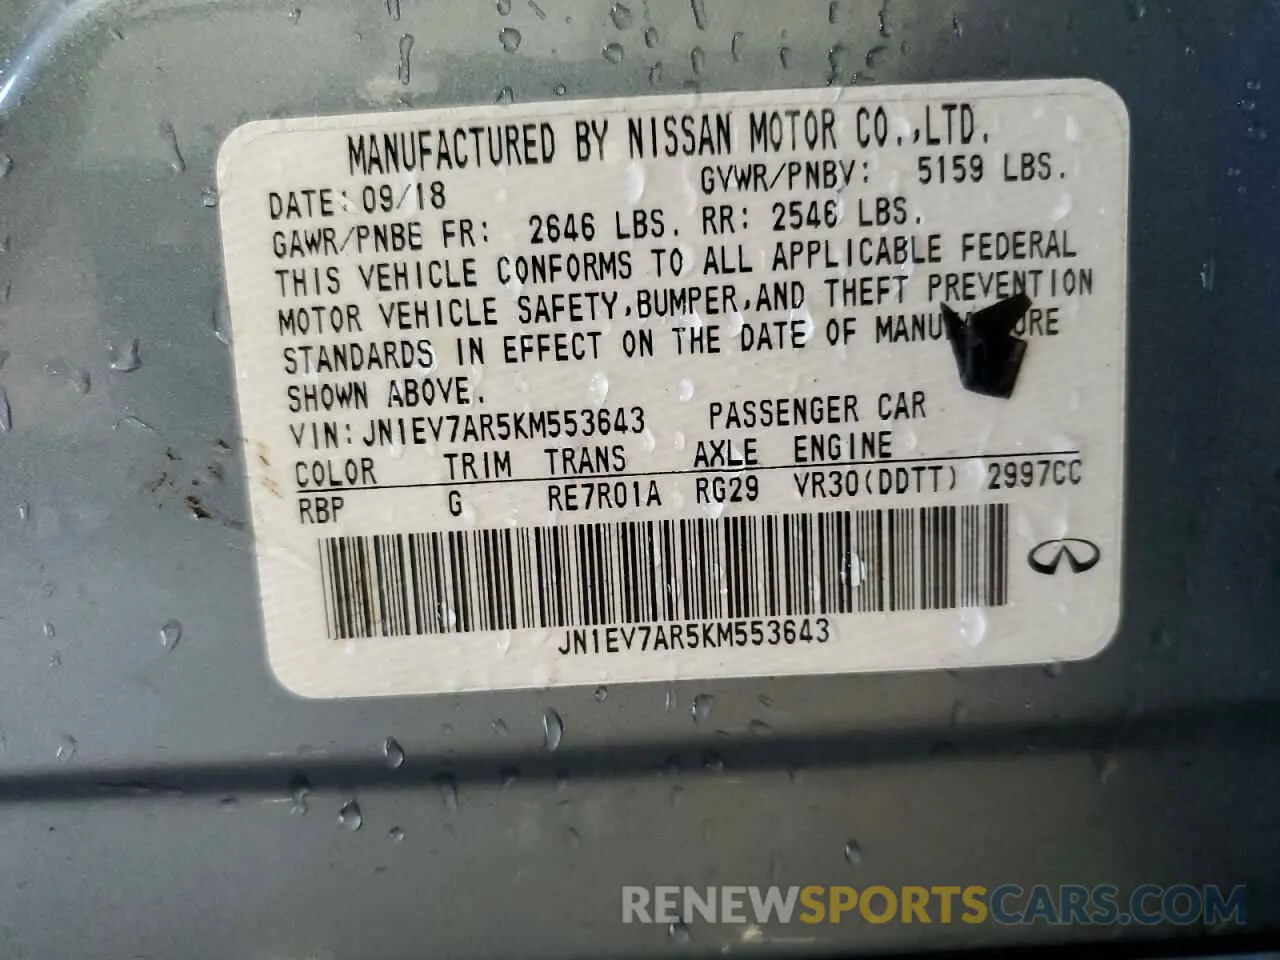 MANUFACTURED BY NISSAN MOTOR CO.,LTD.
DATE: 09/18 GVWR/PNBV: 5159 LBS.
GAWR/PNBE FR: 2646 LBS. RR: 2546 LBS.
THIS VEHICLE CONFORMS TO ALL APPLICABLE FEDERAL
MOTOR VEHICLE SAFETY,BUMPER,AND THEFT PREVENTION
STANDARDS IN EFFECT ON THE DATE OF
SHOWN ABOVE.
VIN: JN1EV7AR5KM553643 PASSENGER CAR
COLOR TRIM TRANS AXLE ENGINE
RBP G RE7R01A RG29 VR30(DDTT) 2997CC
JN1EV7AR5KM553643
RENEWSPORTSCARS.COM